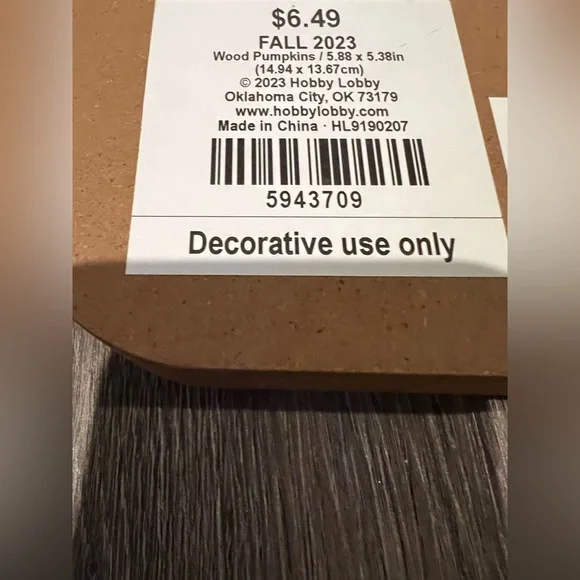 $6.49
FALL 2023
Wood Pumpkins / 5.88 x 5.38in
(14.94 x 13.67cm)
© 2023 Hobby Lobby
Oklahoma City, OK 73179
www.hobbylobby.com
Made in China · HL9190207
5943709
Decorative use only